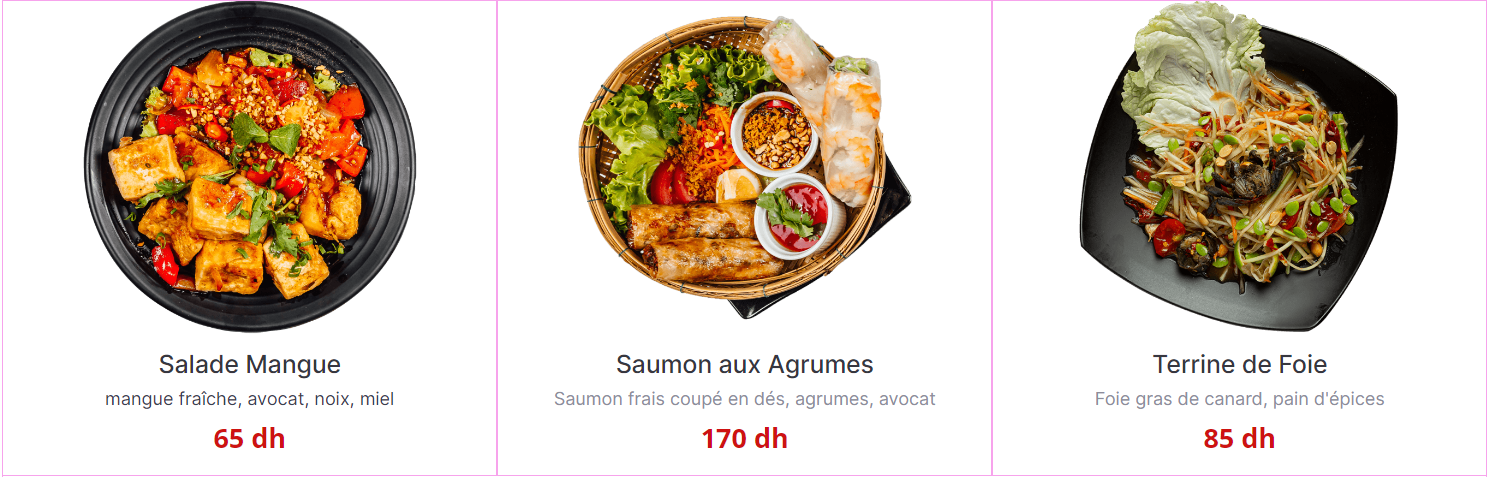 Salade Mangue
mangue fraîche, avocat, noix, miel
65 dh
Saumon aux Agrumes
Saumon frais coupé en dés, agrumes, avocat
170 dh
Terrine de Foie
Foie gras de canard, pain d'épices
85 dh